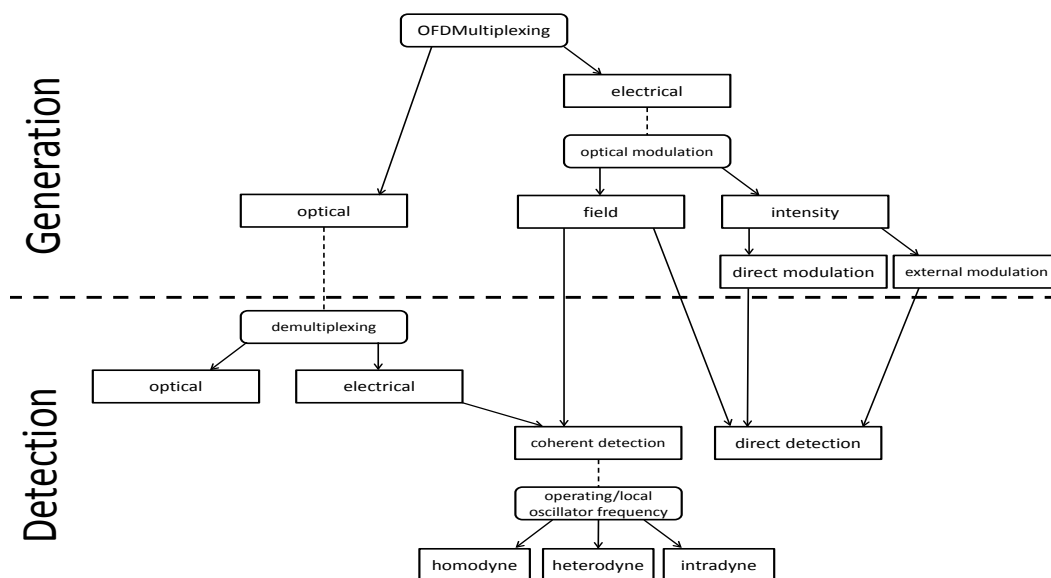 Generation
OFDMultiplexing
electrical
optical modulation
optical
field
intensity
direct modulation
external modulation
Detection
demultiplexing
optical
electrical
coherent detection
direct detection
operating/local
oscillator frequency
homodyne
heterodyne
intradyne